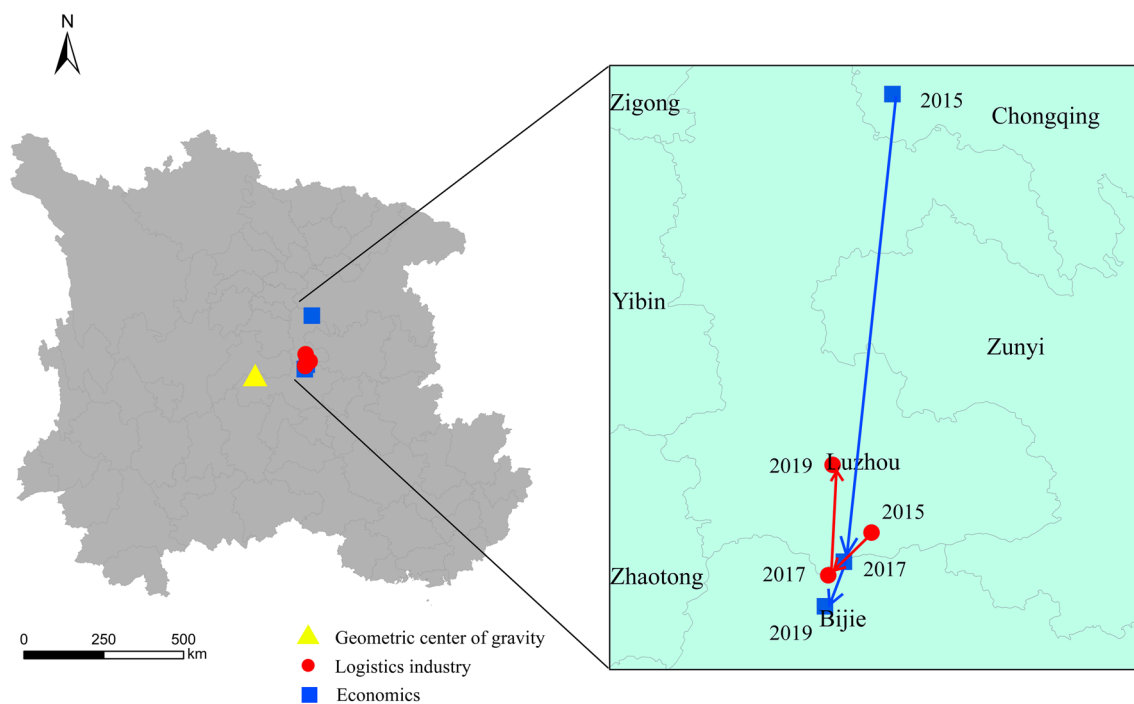 N
0 250 500
km
Geometric center of gravity
Logistics industry
Economics
2015
Zigong
Chongqing
Yibin
Zunyi
2019 Luzhou
2015
2017 2017
Zhaotong
2019 Bijie